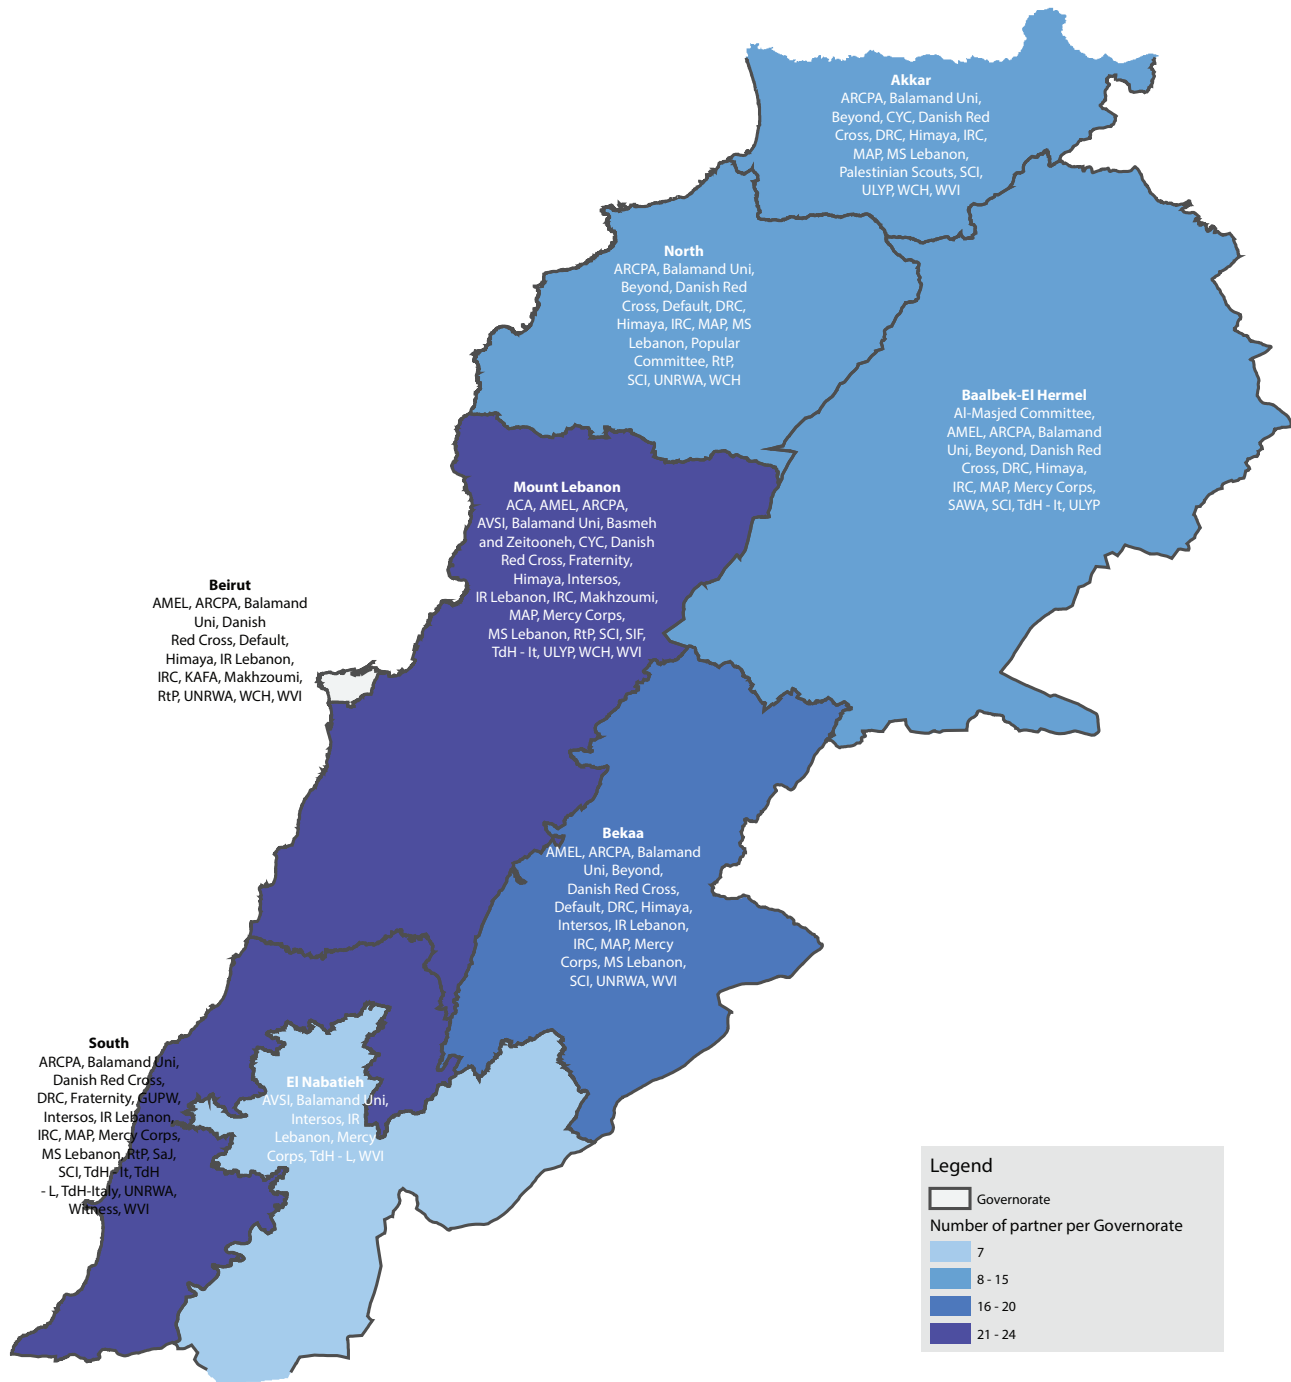 Akkar
ARCPA, Balamand Uni,
Beyond, CYC, Danish Red
Cross, DRC, Himaya, IRC,
MAP, MS Lebanon,
Palestinian Scouts, SCI,
ULYP, WCH, WVI
North
ARCPA, Balamand Uni,
Beyond, Danish Red
Cross, Default, DRC,
Himaya, IRC, MAP, MS
Lebanon, Popular
Committee, RtP,
SCI, UNRWA, WCH
Baalbek-El Hermel
Al-Masjed Committee,
AMEL, ARCPA, Balamand
Uni, Beyond, Danish Red
Cross, DRC, Himaya,
IRC, MAP, Mercy Corps,
SAWA, SCI, TdH - It, ULYP
Mount Lebanon
ACA, AMEL, ARCPA,
AVSI, Balamand Uni, Basmeh
and Zeitooneh, CYC, Danish
Red Cross, Fraternity,
Himaya, Intersos,
IR Lebanon, IRC, Makhzoumi,
MAP, Mercy Corps,
MS Lebanon, RtP, SCI, SIF,
TdH - It, ULYP, WCH, WVI
Beirut
AMEL, ARCPA, Balamand
Uni, Danish
Red Cross, Default,
Himaya, IR Lebanon,
IRC, KAFA, Makhzoumi,
RtP, UNRWA, WCH, WVI
Bekaa
AMEL, ARCPA, Balamand
Uni, Beyond,
Danish Red Cross,
Default, DRC, Himaya,
Intersos, IR Lebanon,
IRC, MAP, Mercy
Corps, MS Lebanon,
SCI, UNRWA, WVI
South
ARCPA, Balamand Uni,
Danish Red Cross,
DRC, Fraternity, GUPW,
Intersos, IR Lebanon,
IRC, MAP, Mercy Corps,
MS Lebanon, RtP, SaJ,
SCI, TdH - It, TdH
- L, TdH-Italy, UNRWA,
Witness, WVI
El Nabatieh
AVSI, Balamand Uni,
Intersos, IR
Lebanon, Mercy
Corps, TdH - L, WVI
Legend
Governorate
Number of partner per Governorate
7
8 - 15
16 - 20
21 - 24